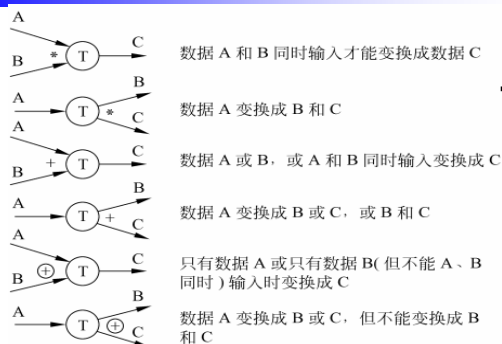 A
B
*
T
C
数据 A 和 B 同时输入才能变换成数据 C
A
T
*
B
C
数据 A 变换成 B 和 C
A
B
+
T
C
数据 A 或 B，或 A 和 B 同时输入变换成 C
A
T
+
B
C
数据 A 变换成 B 或 C，或 B 和 C
A
B
⊕
T
C
只有数据 A 或只有数据 B( 但不能 A 、B
同时 ) 输入时变换成 C
A
T
⊕
B
C
数据 A 变换成 B 或 C，但不能变换成 B
和 C